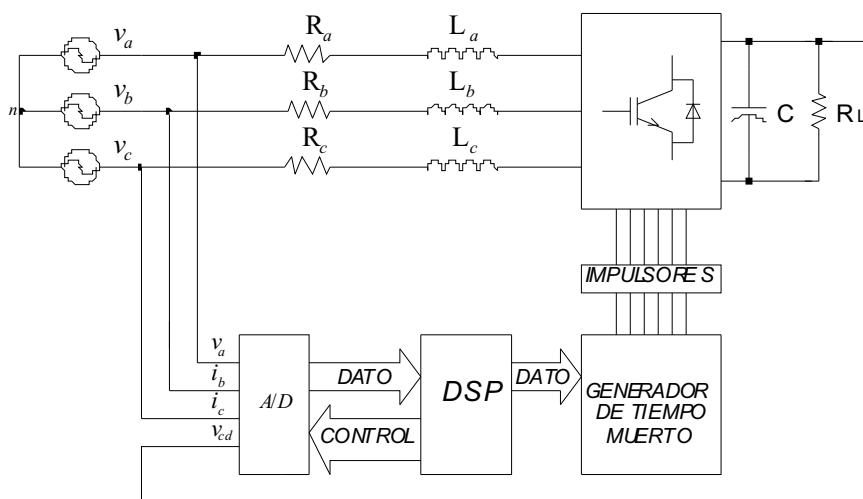 v_a
R_a
L_a
n
v_b
R_b
L_b
v_c
R_c
L_c
C
RL
IMPULSORES
v_a
i_b
i_c
v_cd
A/D
DATO
CONTROL
DSP
DATO
GENERADOR
DE TIEMPO
MUERTO